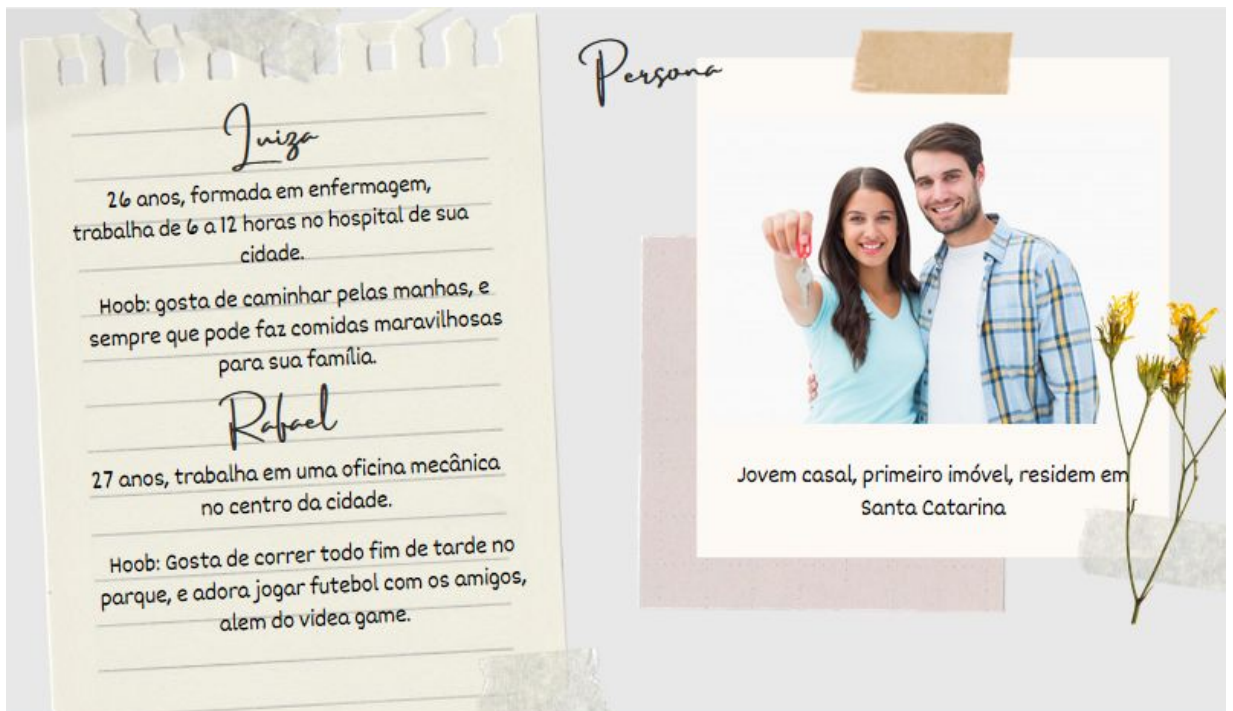 Persona
Luiza
26 anos, formada em enfermagem,
trabalha de 6 a 12 horas no hospital de sua
cidade.
Hoob: gosta de caminhar pelas manhas, e
sempre que pode faz comidas maravilhosas
para sua família.
Rafael
27 anos, trabalha em uma oficina mecânica
no centro da cidade.
Hoob: Gosta de correr todo fim de tarde no
parque, e adora jogar futebol com os amigos,
alem do videa game.
Jovem casal, primeiro imóvel, residem em
Santa Catarina